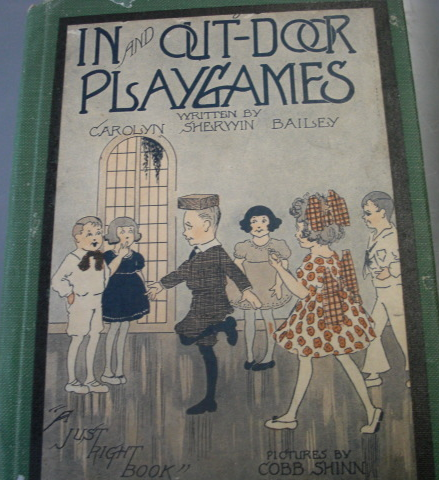 IN AND OUT-DOOR
PLAYGAMES
WRITTEN BY
CAROLYN SHERWIN BAILEY
"A
JUST
RIGHT
BOOK"
PICTURES BY
COBB SHINN